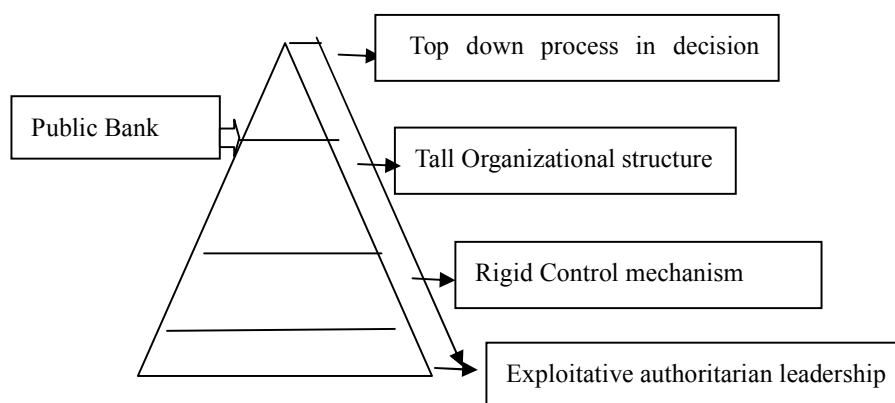 Top down process in decision
Public Bank
Tall Organizational structure
Rigid Control mechanism
Exploitative authoritarian leadership